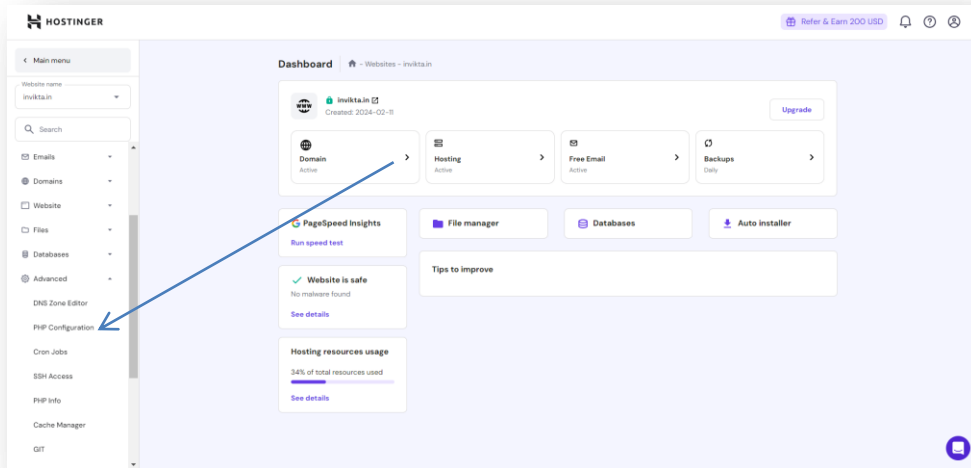 HOSTINGER
Refer & Earn 200 USD
Main menu
Website name
invikta.in
Search
Emails
Domains
Website
Files
Databases
Advanced
DNS Zone Editor
PHP Configuration
Cron Jobs
SSH Access
PHP Info
Cache Manager
GIT
Dashboard - Websites - invikta.in
www
invikta.in
Created: 2024-02-11
Upgrade
Domain
Active
Hosting
Active
Free Email
Active
Backups
Daily
PageSpeed Insights
Run speed test
File manager
Databases
Auto installer
Website is safe
No malware found
See details
Tips to improve
Hosting resources usage
34% of total resources used
See details